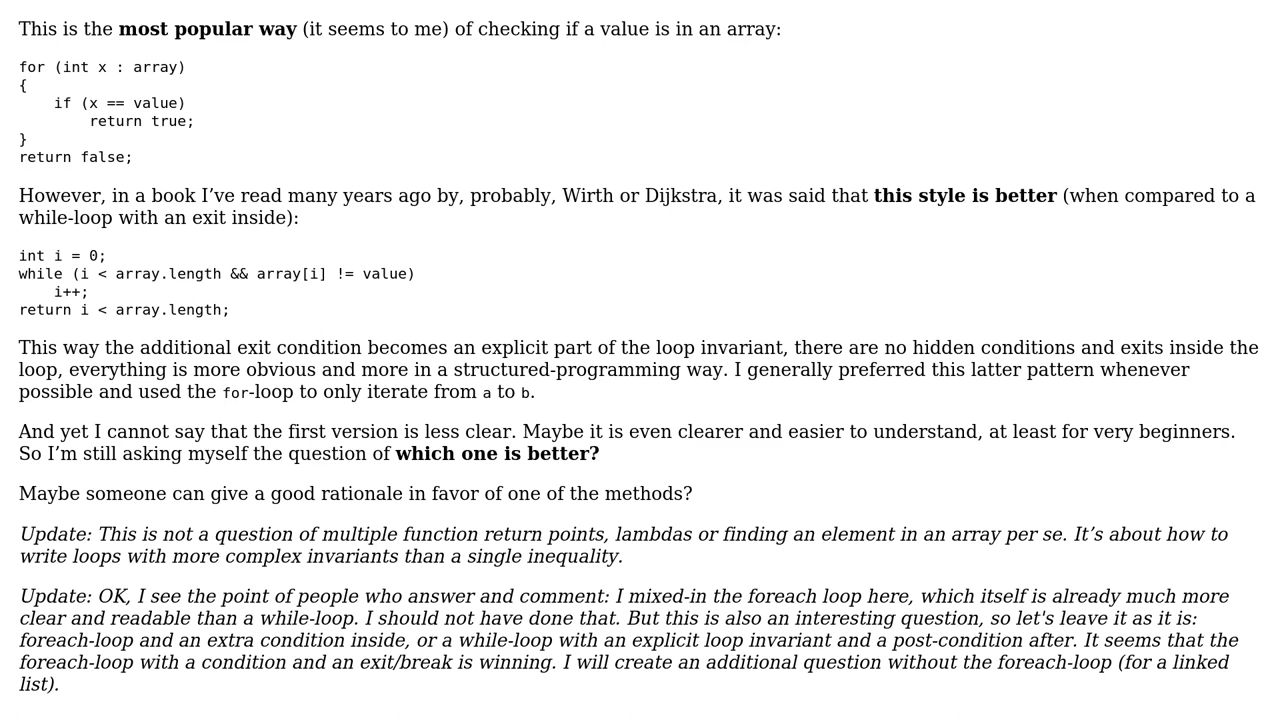 This is the most popular way (it seems to me) of checking if a value is in an array:
for (int x : array)
{
    if (x == value)
        return true;
}
return false;
However, in a book I’ve read many years ago by, probably, Wirth or Dijkstra, it was said that this style is better (when compared to a
while-loop with an exit inside):
int i = 0;
while (i < array.length && array[i] != value)
    i++;
return i < array.length;
This way the additional exit condition becomes an explicit part of the loop invariant, there are no hidden conditions and exits inside the
loop, everything is more obvious and more in a structured-programming way. I generally preferred this latter pattern whenever
possible and used the for-loop to only iterate from a to b.
And yet I cannot say that the first version is less clear. Maybe it is even clearer and easier to understand, at least for very beginners.
So I’m still asking myself the question of which one is better?
Maybe someone can give a good rationale in favor of one of the methods?
Update: This is not a question of multiple function return points, lambdas or finding an element in an array per se. It’s about how to
write loops with more complex invariants than a single inequality.
Update: OK, I see the point of people who answer and comment: I mixed-in the foreach loop here, which itself is already much more
clear and readable than a while-loop. I should not have done that. But this is also an interesting question, so let's leave it as it is:
foreach-loop and an extra condition inside, or a while-loop with an explicit loop invariant and a post-condition after. It seems that the
foreach-loop with a condition and an exit/break is winning. I will create an additional question without the foreach-loop (for a linked
list).